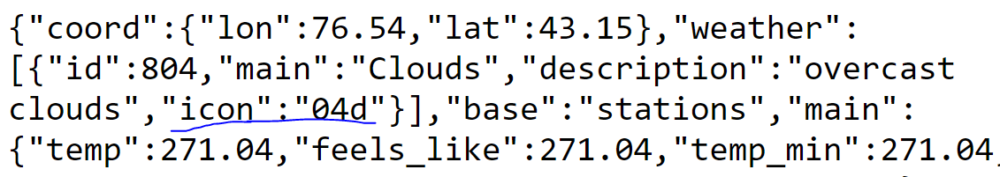 {"coord":{"lon":76.54,"lat":43.15},"weather":
[{"id":804,"main":"Clouds","description":"overcast
clouds","icon":"04d"}],"base":"stations","main":
{"temp":271.04,"feels_like":271.04,"temp_min":271.04,